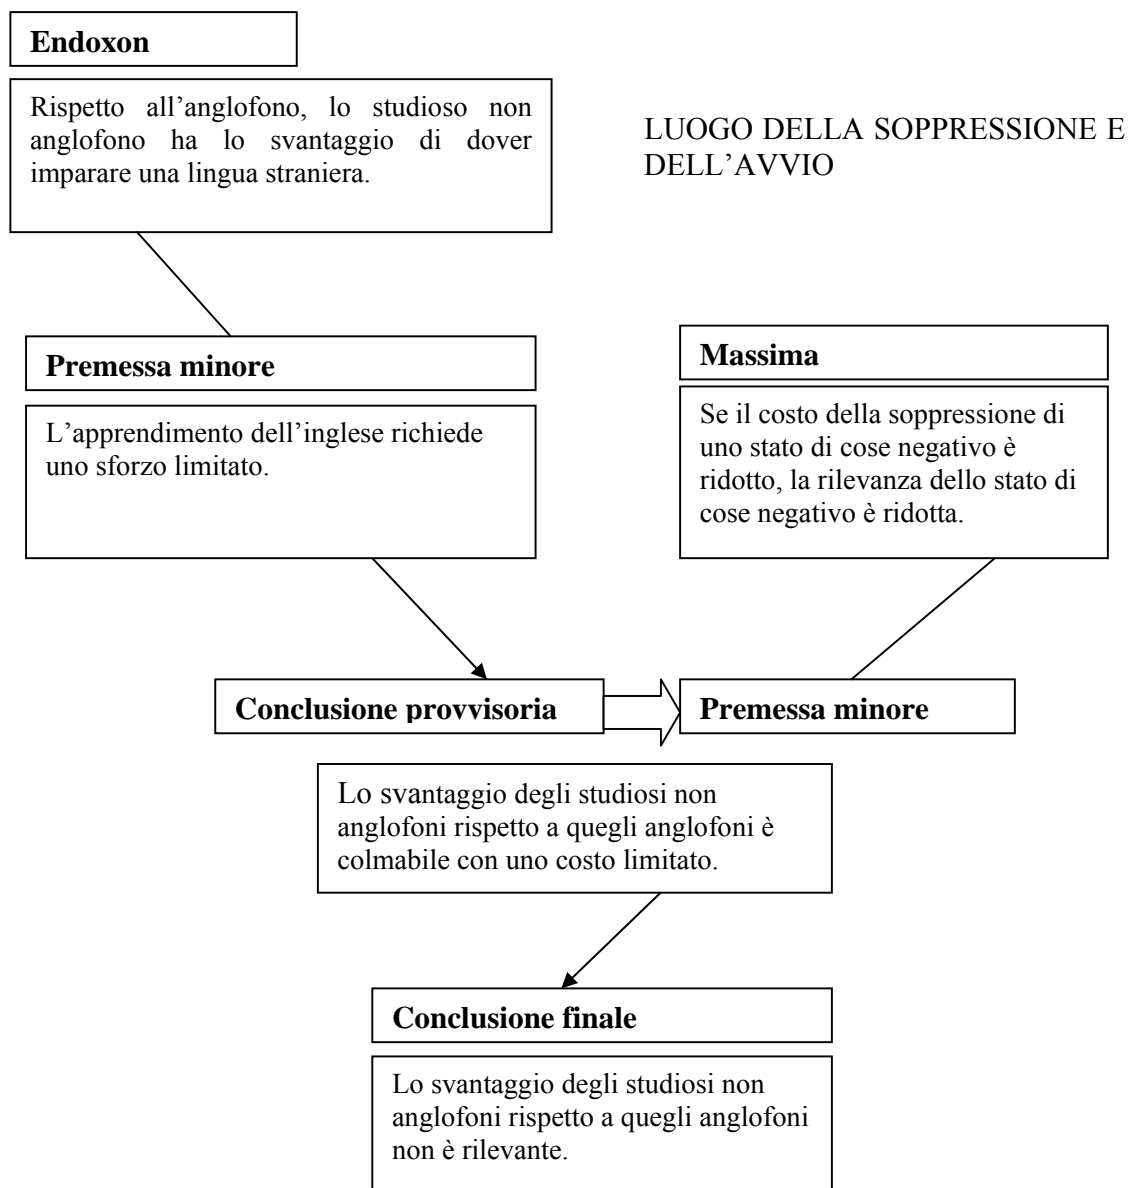 Endoxon
Rispetto all’anglofono, lo studioso non
anglofono ha lo svantaggio di dover
imparare una lingua straniera.
LUOGO DELLA SOPPRESSIONE E
DELL’AVVIO
Premessa minore
L’apprendimento dell’inglese richiede
uno sforzo limitato.
Massima
Se il costo della soppressione di
uno stato di cose negativo è
ridotto, la rilevanza dello stato di
cose negativo è ridotta.
Conclusione provvisoria
Premessa minore
Lo svantaggio degli studiosi non
anglofoni rispetto a quegli anglofoni è
colmabile con uno costo limitato.
Conclusione finale
Lo svantaggio degli studiosi non
anglofoni rispetto a quegli anglofoni
non è rilevante.